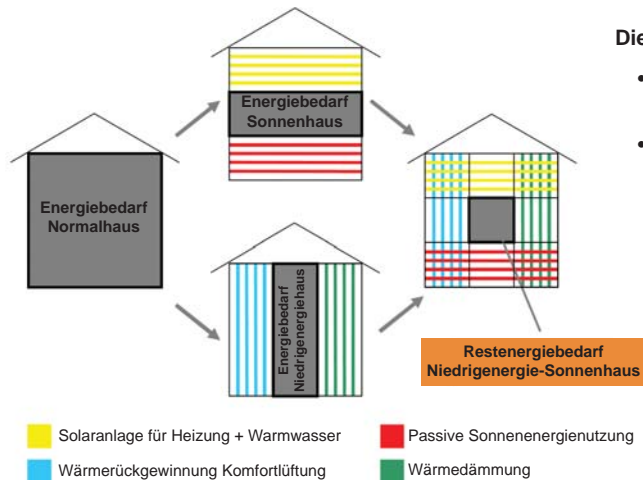 Die
•
Energiebedarf
Sonnenhaus
•
Energiebedarf
Normalhaus
Energiebedarf
Niedrigenergiehaus
Restenergiebedarf
Niedrigenergie-Sonnenhaus
Solaranlage für Heizung + Warmwasser
Passive Sonnenenergienutzung
Wärmerückgewinnung Komfortlüftung
Wärmedämmung